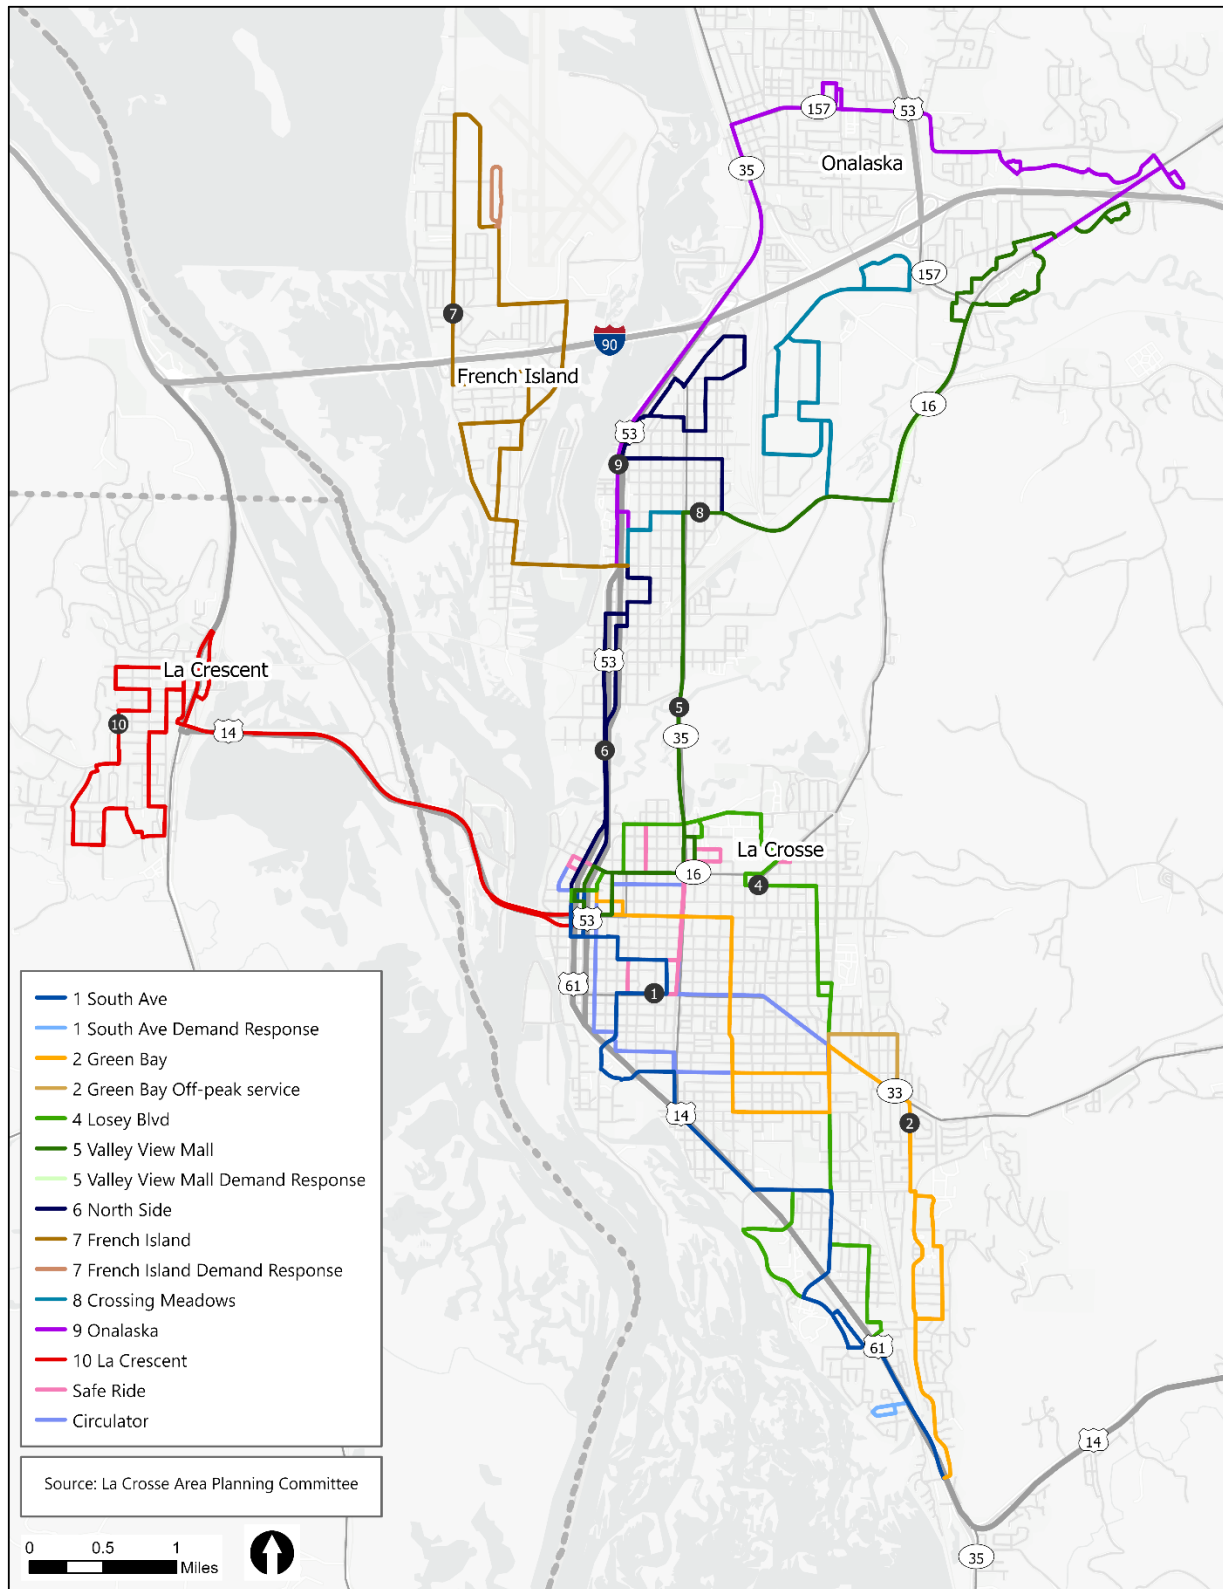 157
53
Onalaska
35
157
7
90
French Island
16
53
9
8
La Crescent
53
10
14
5
35
6
La Crosse
16
4
53
61
1
33
14
2
61
14
35
1 South Ave
1 South Ave Demand Response
2 Green Bay
2 Green Bay Off-peak service
4 Losey Blvd
5 Valley View Mall
5 Valley View Mall Demand Response
6 North Side
7 French Island
7 French Island Demand Response
8 Crossing Meadows
9 Onalaska
10 La Crescent
Safe Ride
Circulator
Source: La Crosse Area Planning Committee
0 0.5 1
Miles